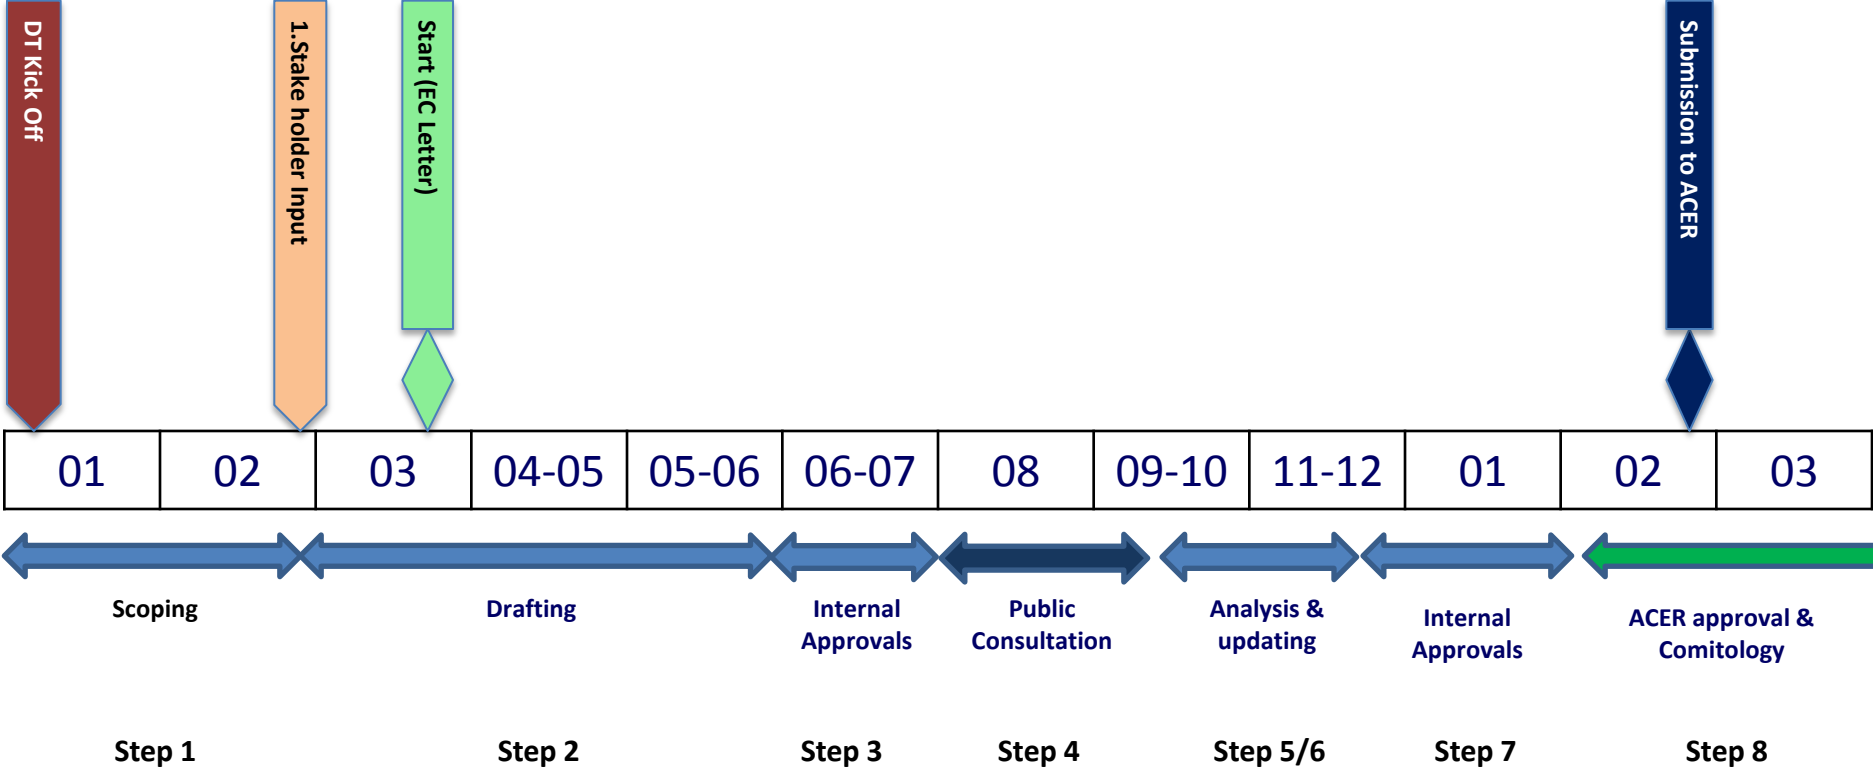 DT Kick Off
1.Stake holder Input
Start (EC Letter)
Submission to ACER
01 02 03 04-05 05-06 06-07 08 09-10 11-12 01 02 03
Scoping
Drafting
Internal
Approvals
Public
Consultation
Analysis &
updating
Internal
Approvals
ACER approval &
Comitology
Step 1 Step 2 Step 3 Step 4 Step 5/6 Step 7 Step 8